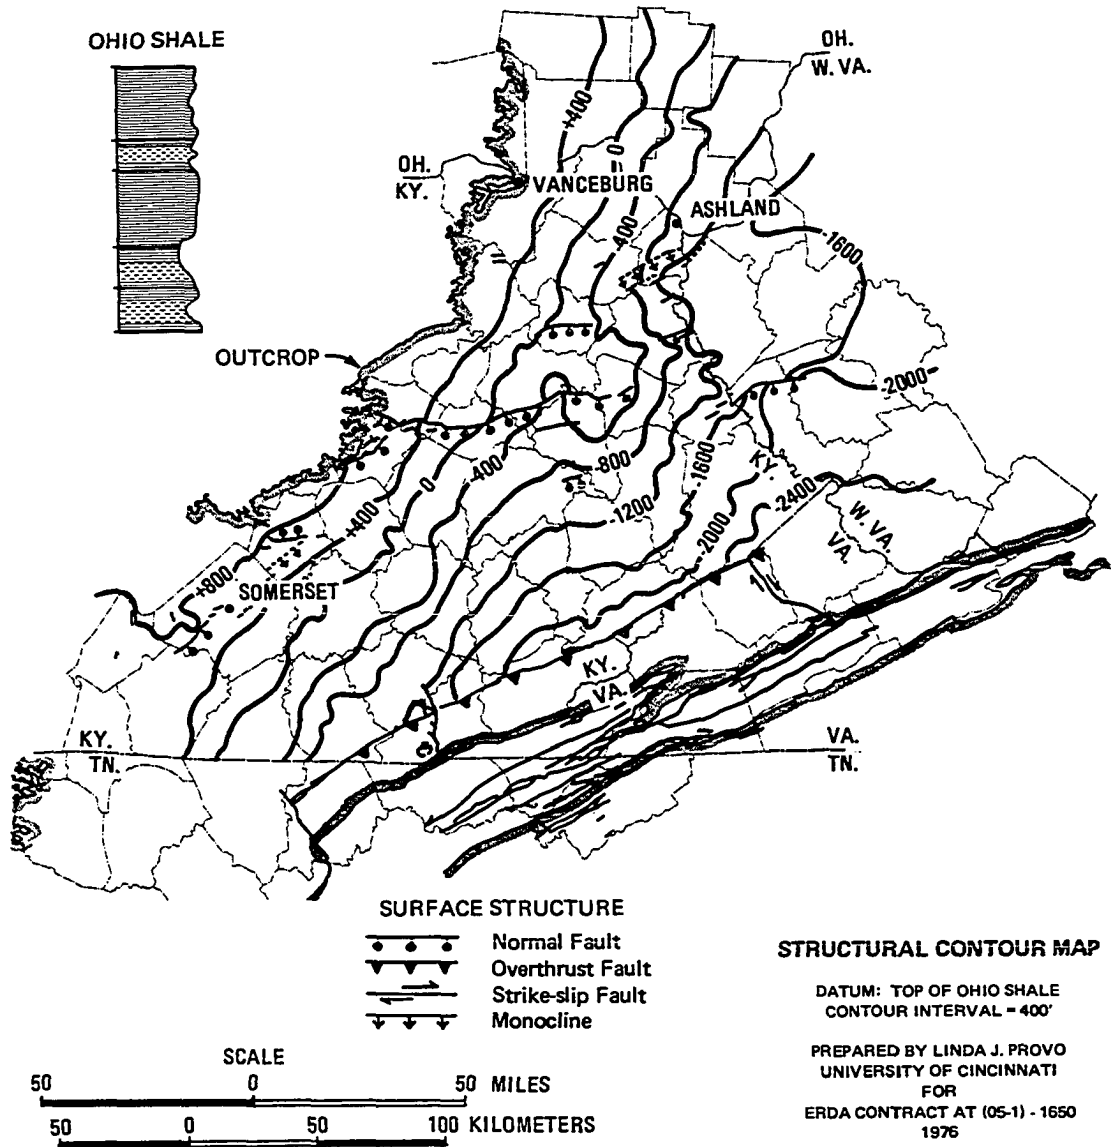 OHIO SHALE
OH.
W. VA.
+400
0
OH.
KY.
VANCEBURG
ASHLAND
-400
-1600
OUTCROP
-2000
-800
-400
0
+400
-1600
KY.
W. VA.
VA.
-2400
-1200
-2000
+800
SOMERSET
KY.
VA.
KY.
TN.
VA.
TN.
SURFACE STRUCTURE
Normal Fault
Overthrust Fault
Strike-slip Fault
Monocline
SCALE
50 0 50 MILES
50 0 50 100 KILOMETERS
STRUCTURAL CONTOUR MAP
DATUM: TOP OF OHIO SHALE
CONTOUR INTERVAL = 400'
PREPARED BY LINDA J. PROVO
UNIVERSITY OF CINCINNATI
FOR
ERDA CONTRACT AT (05-1) - 1650
1976